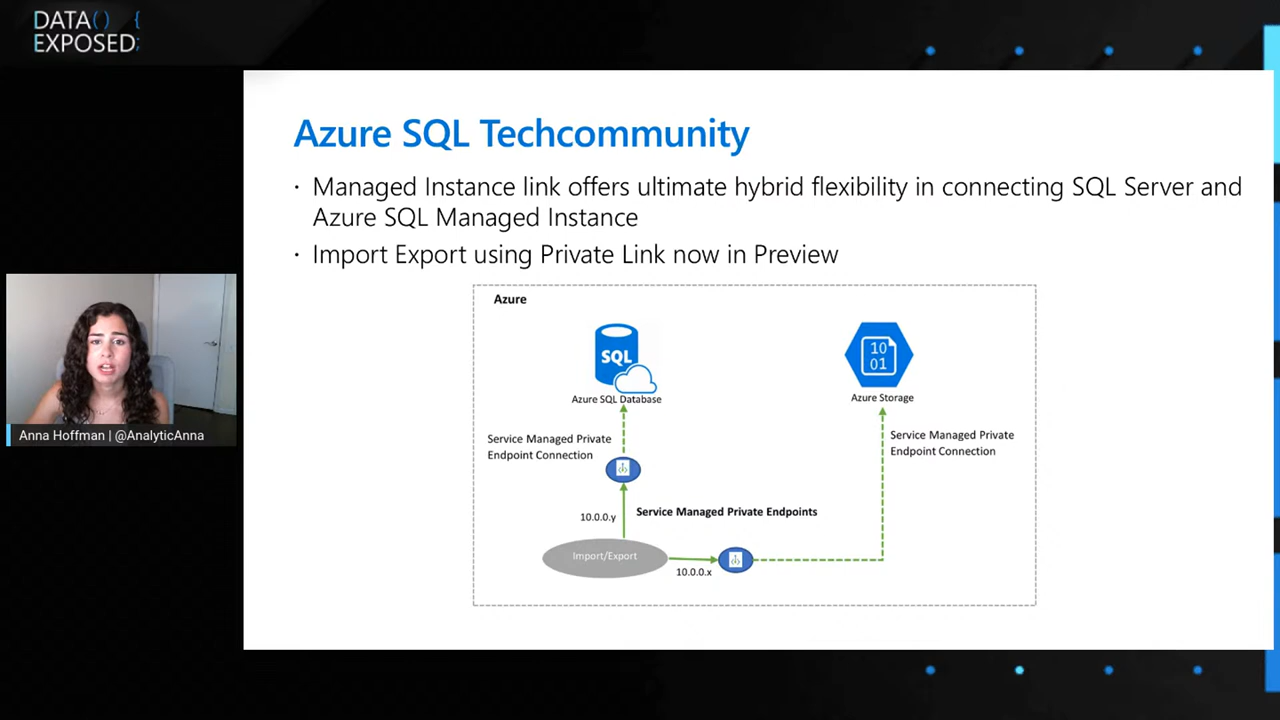 DATA() {
EXPOSED;
Azure SQL Techcommunity
· Managed Instance link offers ultimate hybrid flexibility in connecting SQL Server and
Azure SQL Managed Instance
· Import Export using Private Link now in Preview
Azure
SQL
10
01
Azure SQL Database
Azure Storage
Service Managed Private
Endpoint Connection
Service Managed Private
Endpoint Connection
10.0.0.y
Service Managed Private Endpoints
Import/Export
10.0.0.x
Anna Hoffman | @AnalyticAnna